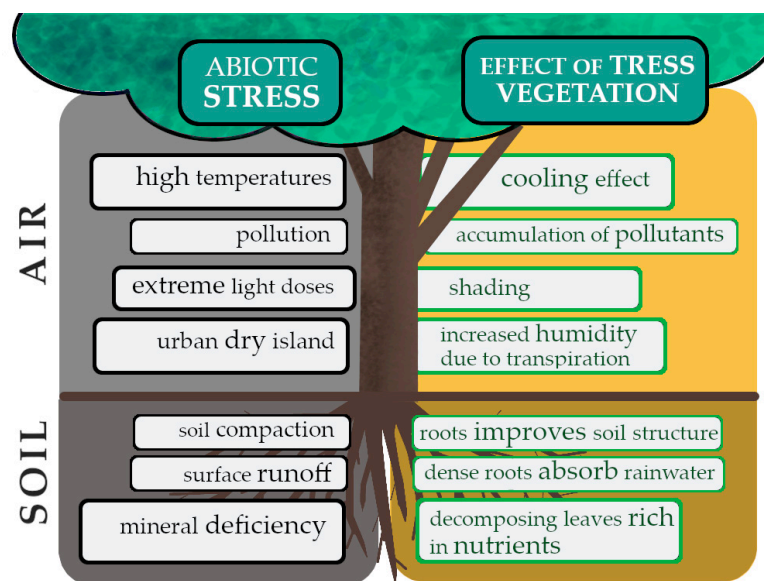 ABIOTIC
STRESS
EFFECT OF TRESS
VEGETATION
AIR
high temperatures
cooling effect
pollution
accumulation of pollutants
extreme light doses
shading
urban dry island
increased humidity
due to transpiration
SOIL
soil compaction
roots improves soil structure
surface runoff
dense roots absorb rainwater
mineral deficiency
decomposing leaves rich
in nutrients